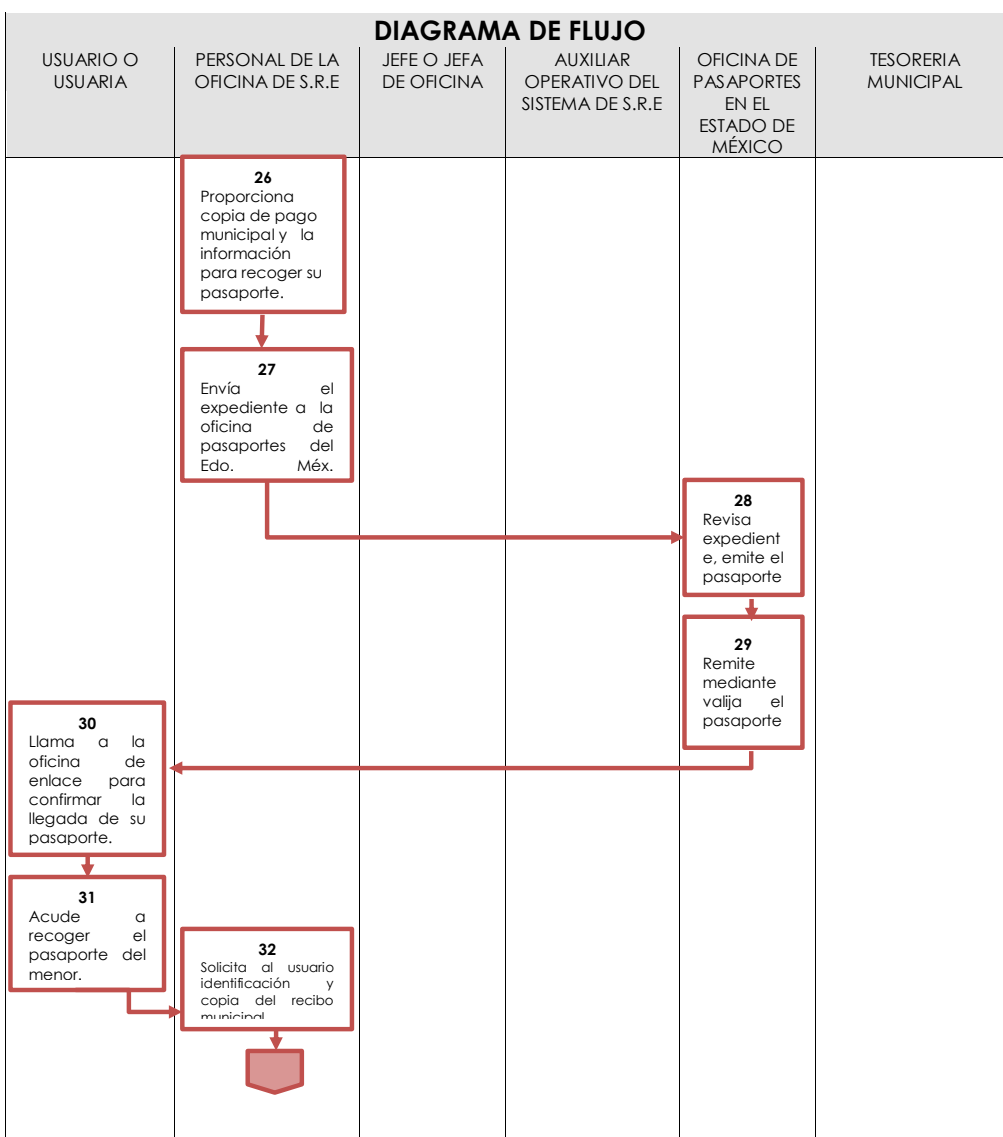 DIAGRAMA DE FLUJO
USUARIO O
USUARIA
PERSONAL DE LA
OFICINA DE S.R.E
JEFE O JEFA
DE OFICINA
AUXILIAR
OPERATIVO DEL
SISTEMA DE S.R.E
OFICINA DE
PASAPORTES
EN EL
ESTADO DE
MÉXICO
TESORERIA
MUNICIPAL
26
Proporciona
copia de pago
municipal y la
información
para recoger su
pasaporte.
27
Envía el
expediente a la
oficina de
pasaportes del
Edo. Méx.
28
Revisa
expedient
e, emite el
pasaporte
29
Remite
mediante
valija el
pasaporte
30
Llama a la
oficina de
enlace para
confirmar la
llegada de su
pasaporte.
31
Acude a
recoger el
pasaporte del
menor.
32
Solicita al usuario
identificación y
copia del recibo
municipal